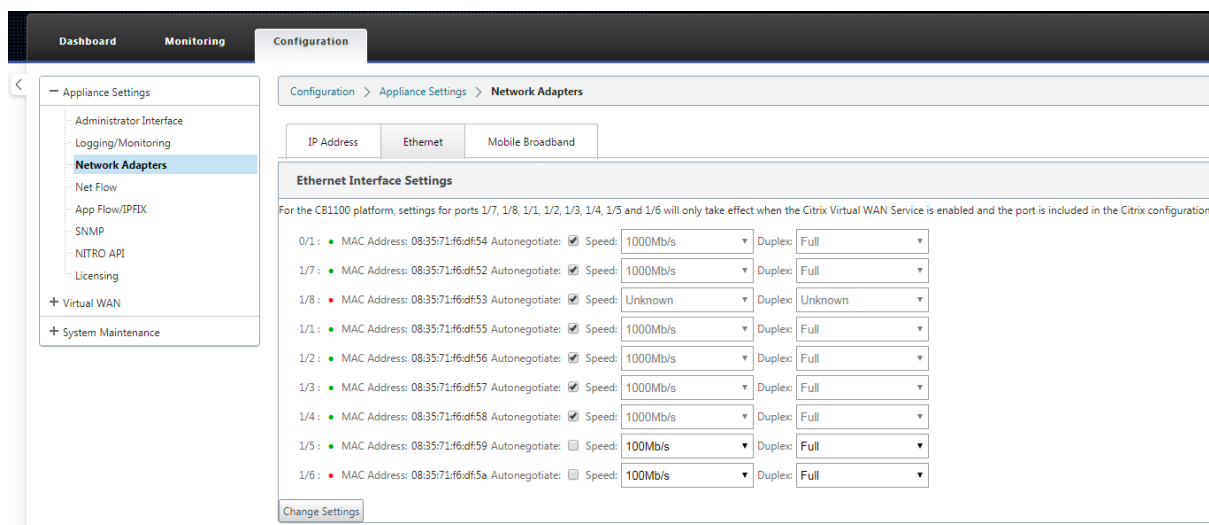 Dashboard Monitoring Configuration
Appliance Settings
Administrator Interface
Logging/Monitoring
Network Adapters
Net Flow
App Flow/IPFIX
SNMP
NITRO API
Licensing
Virtual WAN
System Maintenance
Configuration > Appliance Settings > Network Adapters
IP Address Ethernet Mobile Broadband
Ethernet Interface Settings
For the CB1100 platform, settings for ports 1/7, 1/8, 1/1, 1/2, 1/3, 1/4, 1/5 and 1/6 will only take effect when the Citrix Virtual WAN Service is enabled and the port is included in the Citrix configuration
0/1 : MAC Address: 08:35:71:f6:df:54 Autonegotiate: Speed: 1000Mb/s Duplex: Full
1/7 : MAC Address: 08:35:71:f6:df:52 Autonegotiate: Speed: 1000Mb/s Duplex: Full
1/8 : MAC Address: 08:35:71:f6:df:53 Autonegotiate: Speed: Unknown Duplex: Unknown
1/1 : MAC Address: 08:35:71:f6:df:55 Autonegotiate: Speed: 1000Mb/s Duplex: Full
1/2 : MAC Address: 08:35:71:f6:df:56 Autonegotiate: Speed: 1000Mb/s Duplex: Full
1/3 : MAC Address: 08:35:71:f6:df:57 Autonegotiate: Speed: 1000Mb/s Duplex: Full
1/4 : MAC Address: 08:35:71:f6:df:58 Autonegotiate: Speed: 1000Mb/s Duplex: Full
1/5 : MAC Address: 08:35:71:f6:df:59 Autonegotiate: Speed: 100Mb/s Duplex: Full
1/6 : MAC Address: 08:35:71:f6:df:5a Autonegotiate: Speed: 100Mb/s Duplex: Full
Change Settings